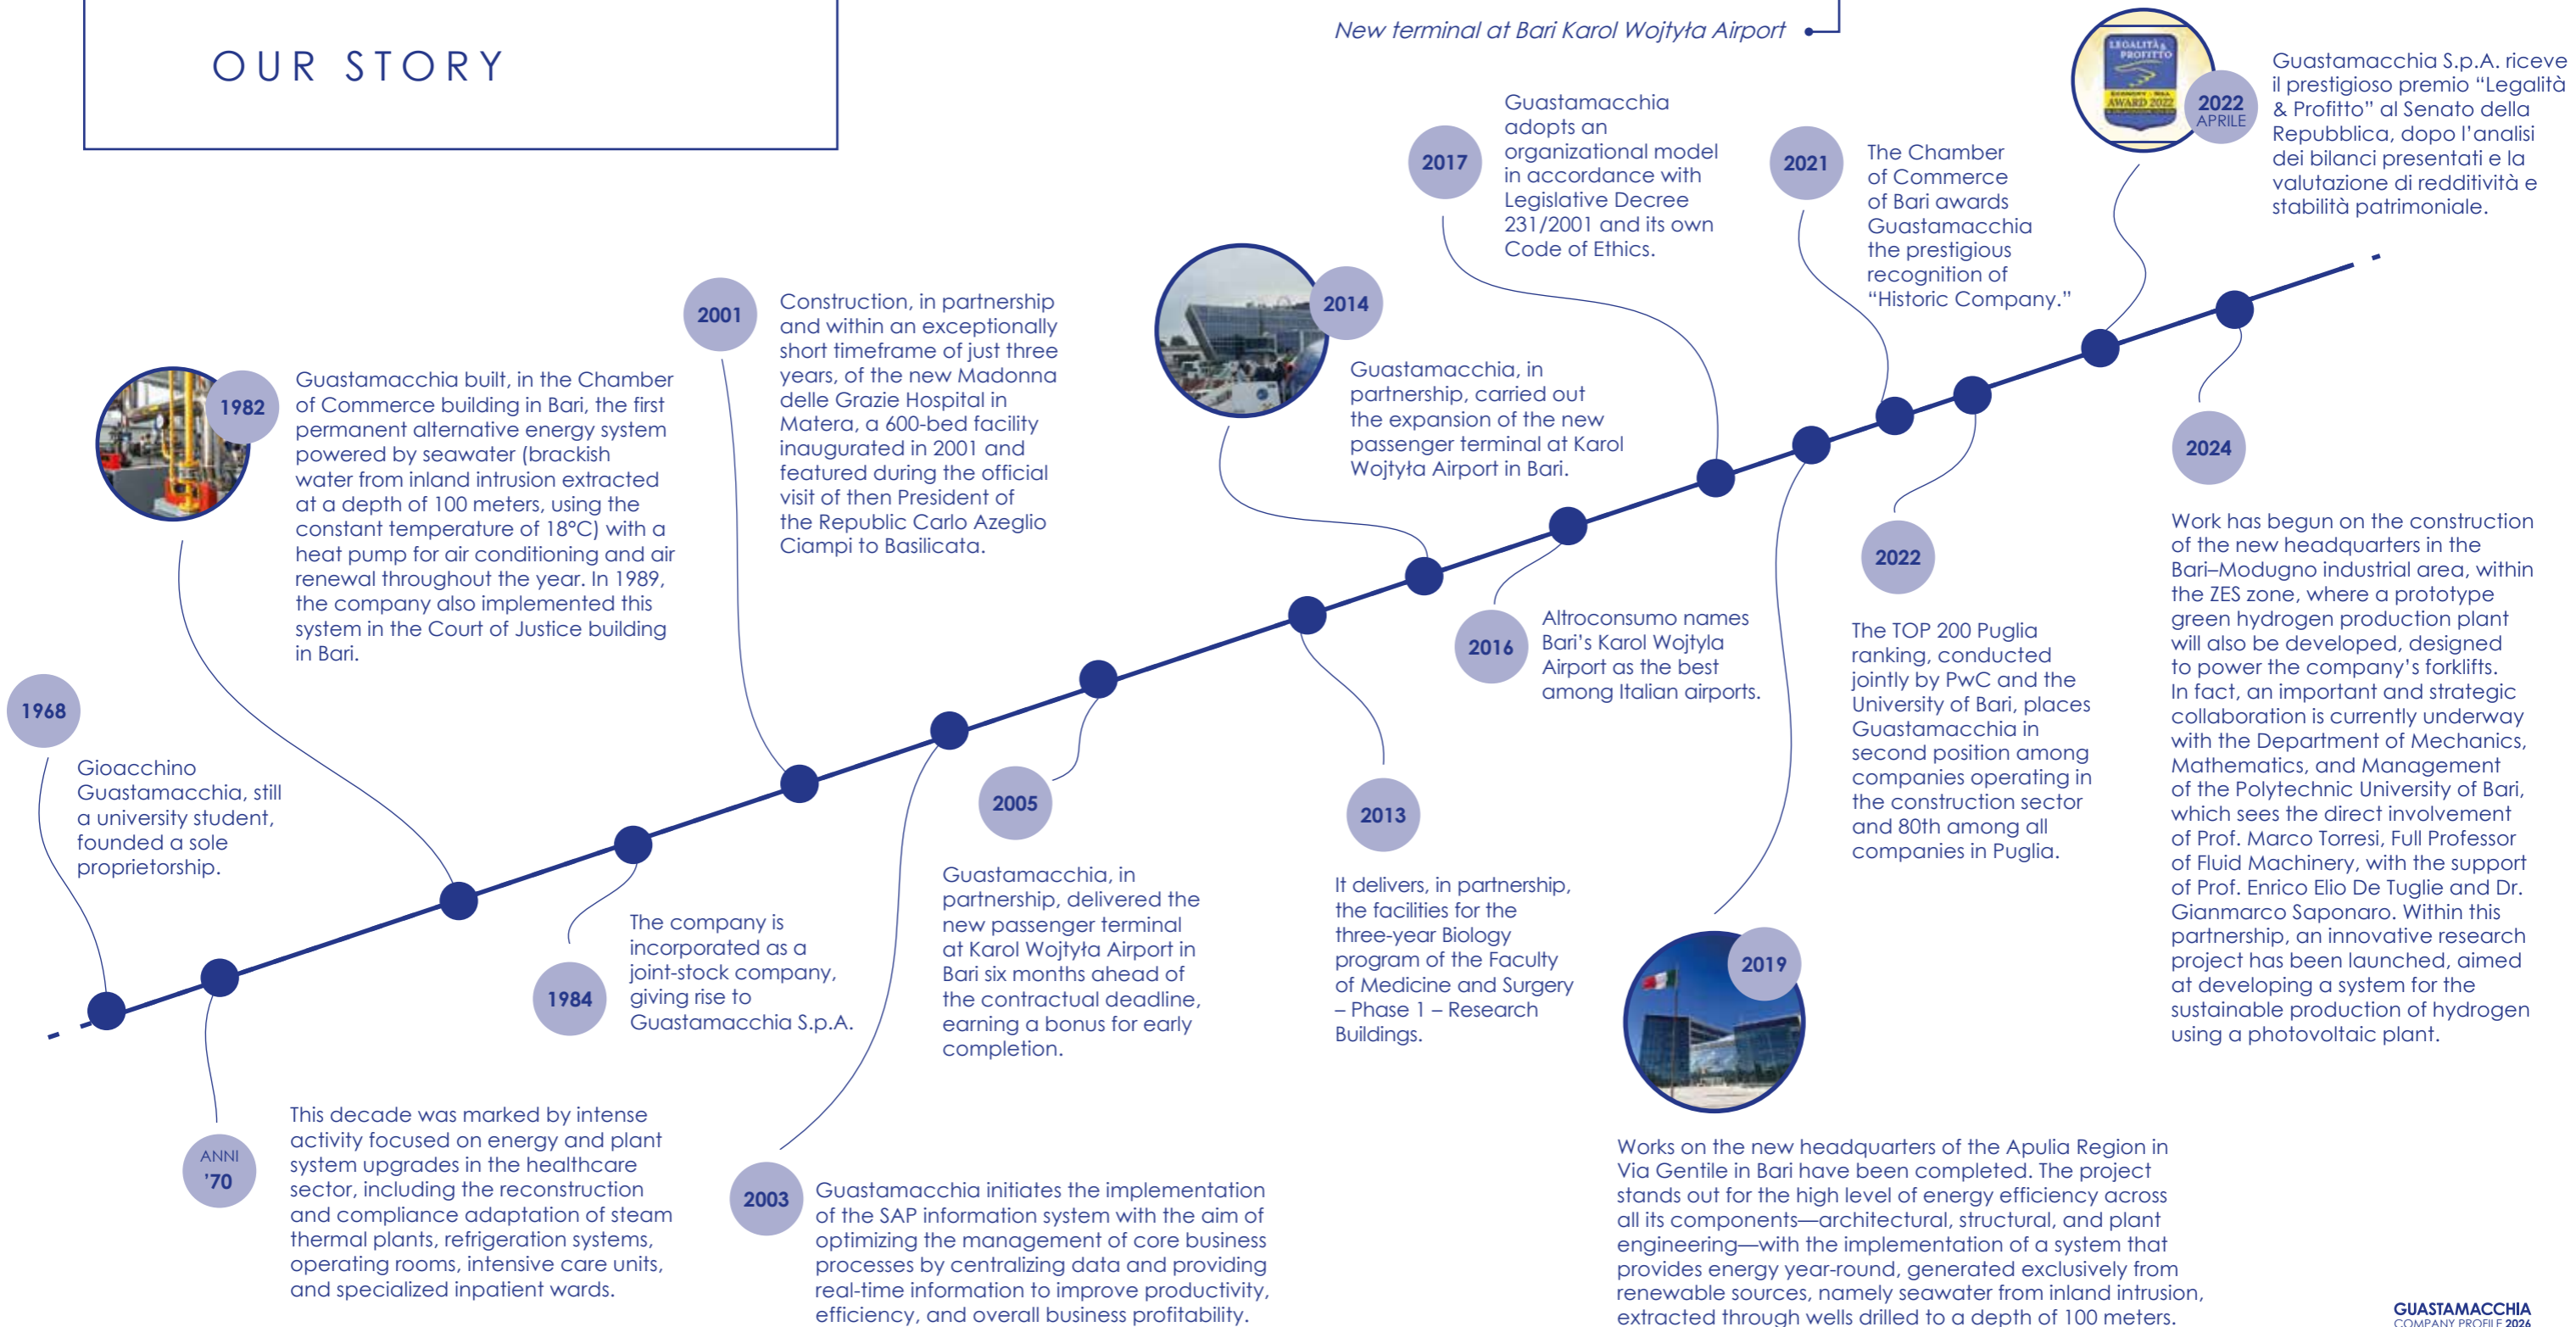 OUR STORY
New terminal at Bari Karol Wojtyła Airport
1968
Gioacchino
Guastamacchia, still
a university student,
founded a sole
proprietorship.
ANNI
'70
This decade was marked by intense
activity focused on energy and plant
system upgrades in the healthcare
sector, including the reconstruction
and compliance adaptation of steam
thermal plants, refrigeration systems,
operating rooms, intensive care units,
and specialized inpatient wards.
1982
Guastamacchia built, in the Chamber
of Commerce building in Bari, the first
permanent alternative energy system
powered by seawater (brackish
water from inland intrusion extracted
at a depth of 100 meters, using the
constant temperature of 18°C) with a
heat pump for air conditioning and air
renewal throughout the year. In 1989,
the company also implemented this
system in the Court of Justice building
in Bari.
1984
The company is
incorporated as a
joint-stock company,
giving rise to
Guastamacchia S.p.A.
2001
Construction, in partnership
and within an exceptionally
short timeframe of just three
years, of the new Madonna
delle Grazie Hospital in
Matera, a 600-bed facility
inaugurated in 2001 and
featured during the official
visit of then President of
the Republic Carlo Azeglio
Ciampi to Basilicata.
2003
Guastamacchia initiates the implementation
of the SAP information system with the aim of
optimizing the management of core business
processes by centralizing data and providing
real-time information to improve productivity,
efficiency, and overall business profitability.
2005
Guastamacchia, in
partnership, delivered the
new passenger terminal
at Karol Wojtyła Airport in
Bari six months ahead of
the contractual deadline,
earning a bonus for early
completion.
2013
It delivers, in partnership,
the facilities for the
three-year Biology
program of the Faculty
of Medicine and Surgery
– Phase 1 – Research
Buildings.
2014
Guastamacchia, in
partnership, carried out
the expansion of the new
passenger terminal at Karol
Wojtyła Airport in Bari.
2016
Altroconsumo names
Bari's Karol Wojtyla
Airport as the best
among Italian airports.
2017
Guastamacchia
adopts an
organizational model
in accordance with
Legislative Decree
231/2001 and its own
Code of Ethics.
2019
Works on the new headquarters of the Apulia Region in
Via Gentile in Bari have been completed. The project
stands out for the high level of energy efficiency across
all its components—architectural, structural, and plant
engineering—with the implementation of a system that
provides energy year-round, generated exclusively from
renewable sources, namely seawater from inland intrusion,
extracted through wells drilled to a depth of 100 meters.
2021
The Chamber
of Commerce
of Bari awards
Guastamacchia
the prestigious
recognition of
“Historic Company.”
2022
The TOP 200 Puglia
ranking, conducted
jointly by PwC and the
University of Bari, places
Guastamacchia in
second position among
companies operating in
the construction sector
and 80th among all
companies in Puglia.
LEGALITÀ &
PROFITTO
AWARD 2022
2022
APRILE
Guastamacchia S.p.A. riceve
il prestigioso premio “Legalità
& Profitto” al Senato della
Repubblica, dopo l'analisi
dei bilanci presentati e la
valutazione di redditività e
stabilità patrimoniale.
2024
Work has begun on the construction
of the new headquarters in the
Bari–Modugno industrial area, within
the ZES zone, where a prototype
green hydrogen production plant
will also be developed, designed
to power the company's forklifts.
In fact, an important and strategic
collaboration is currently underway
with the Department of Mechanics,
Mathematics, and Management
of the Polytechnic University of Bari,
which sees the direct involvement
of Prof. Marco Torresi, Full Professor
of Fluid Machinery, with the support
of Prof. Enrico Elio De Tuglie and Dr.
Gianmarco Saponaro. Within this
partnership, an innovative research
project has been launched, aimed
at developing a system for the
sustainable production of hydrogen
using a photovoltaic plant.
GUASTAMACCHIA
COMPANY PROFILE 2026